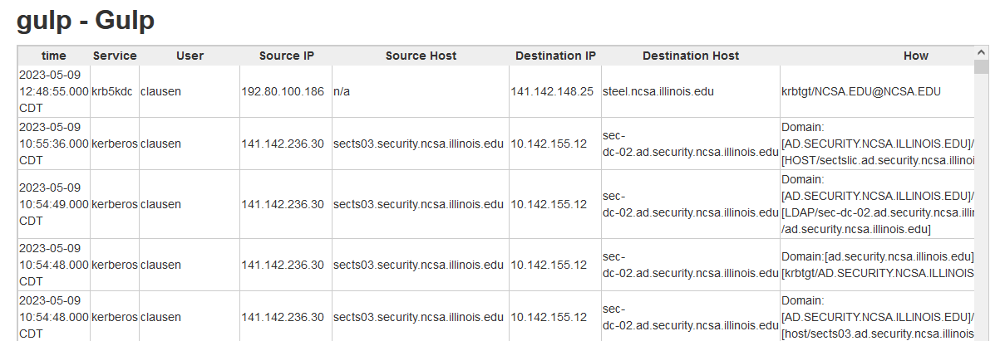 gulp - Gulp
time Service User Source IP Source Host Destination IP Destination Host How
2023-05-09
12:48:55.000 krb5kdc clausen 192.80.100.186 n/a 141.142.148.25 steel.ncsa.illinois.edu krbtgt/NCSA.EDU@NCSA.EDU
CDT
2023-05-09
10:55:36.000 kerberos clausen 141.142.236.30 sects03.security.ncsa.illinois.edu 10.142.155.12 sec-
CDT
dc-02.ad.security.ncsa.illinois.edu
Domain:
[AD.SECURITY.NCSA.ILLINOIS.EDU]/
[HOST/sectslic.ad.security.ncsa.illinois
2023-05-09
10:54:49.000 kerberos clausen 141.142.236.30 sects03.security.ncsa.illinois.edu 10.142.155.12 sec-
CDT
dc-02.ad.security.ncsa.illinois.edu
Domain:
[AD.SECURITY.NCSA.ILLINOIS.EDU]/
[LDAP/sec-dc-02.ad.security.ncsa.illin
/ad.security.ncsa.illinois.edu]
2023-05-09
10:54:48.000 kerberos clausen 141.142.236.30 sects03.security.ncsa.illinois.edu 10.142.155.12 sec-
CDT
dc-02.ad.security.ncsa.illinois.edu
Domain:[ad.security.ncsa.illinois.edu]
[krbtgt/AD.SECURITY.NCSA.ILLINOIS
2023-05-09
10:54:48.000 kerberos clausen 141.142.236.30 sects03.security.ncsa.illinois.edu 10.142.155.12 sec-
CDT
dc-02.ad.security.ncsa.illinois.edu
Domain:
[AD.SECURITY.NCSA.ILLINOIS.EDU]/
[host/sects03.ad.security.ncsa.illinois